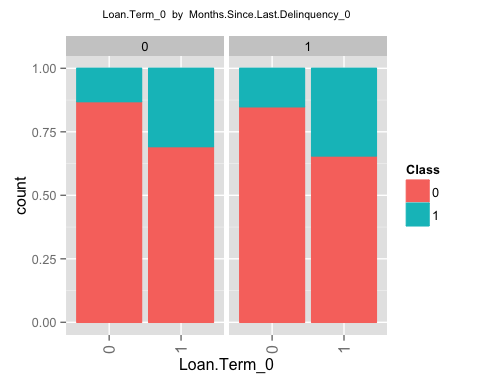 Loan.Term_0 by Months.Since.Last.Delinquency_0
0 1
1.00
0.75
0.50
0.25
0.00
count
0 1 0 1
Loan.Term_0
Class
0
1